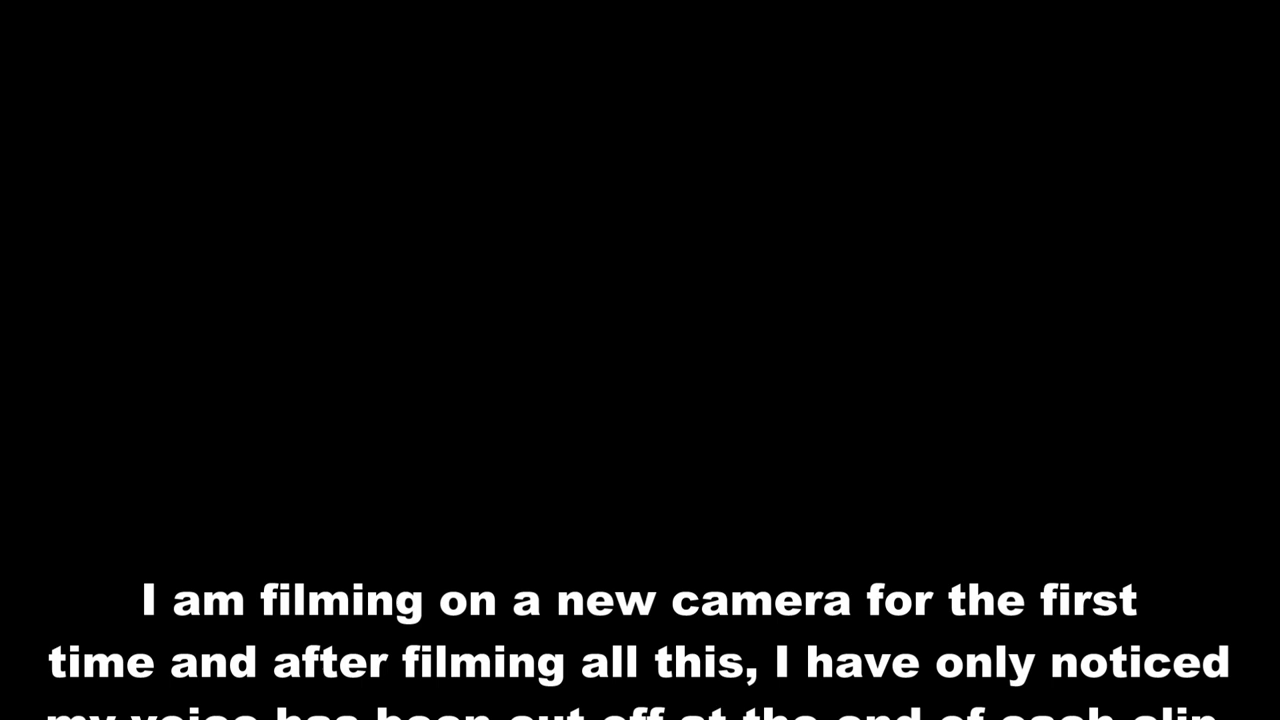 I am filming on a new camera for the first
time and after filming all this, I have only noticed
my voice has been cut off at the end of each clip